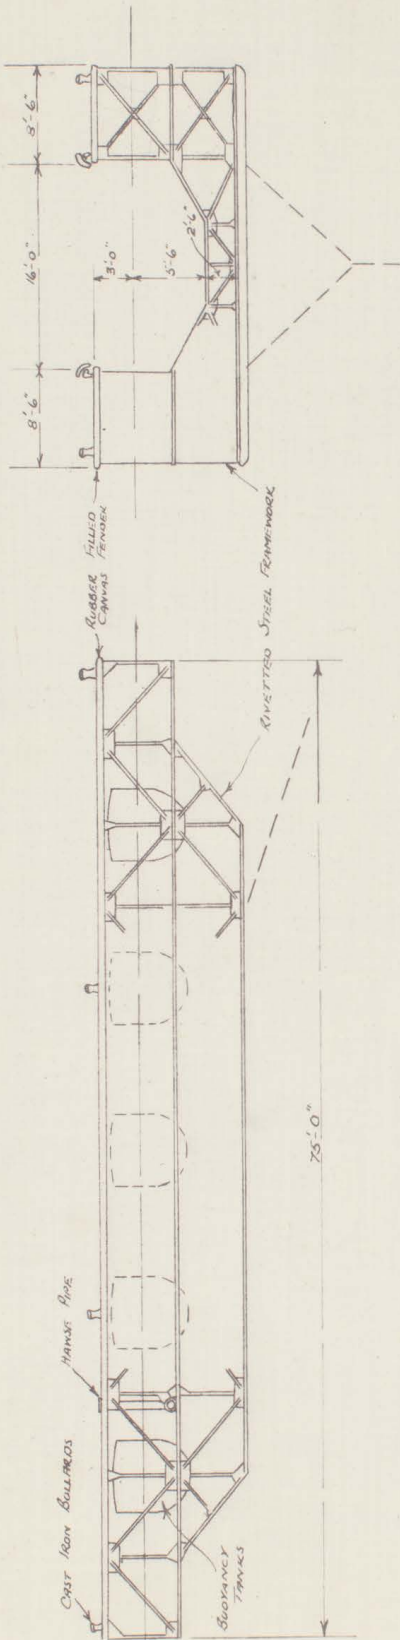 8'-6"
16'-0"
8'-6"
3'-0"
5'-6"
2'-6"
RUBBER FILLED
CANVAS FENDER
RIVETTED STEEL FRAMEWORK
75'-0"
CAST IRON BOLLARDS
HAWSE PIPE
BUOYANCY
TANKS